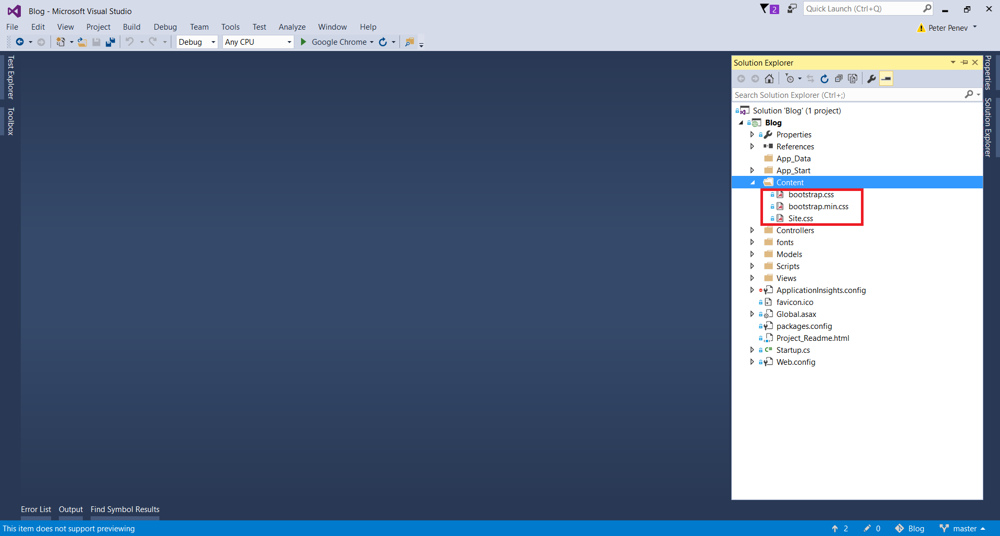 Blog - Microsoft Visual Studio
2
Quick Launch (Ctrl+Q)
File Edit View Project Build Debug Team Tools Test Analyze Window Help
Peter Penev
Debug Any CPU Google Chrome
Test Explorer
Toolbox
Solution Explorer
Search Solution Explorer (Ctrl+;)
Solution 'Blog' (1 project)
Blog
Properties
References
App_Data
App_Start
Content
bootstrap.css
bootstrap.min.css
Site.css
Controllers
fonts
Models
Scripts
Views
ApplicationInsights.config
favicon.ico
Global.asax
packages.config
Project_Readme.html
C# Startup.cs
Web.config
Properties
Solution Explorer
Error List Output Find Symbol Results
This item does not support previewing
2 0 Blog master